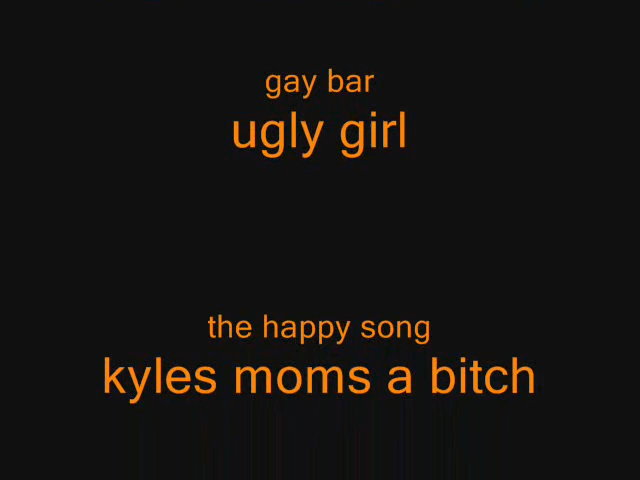 gay bar
ugly girl
the happy song
kyles moms a bitch